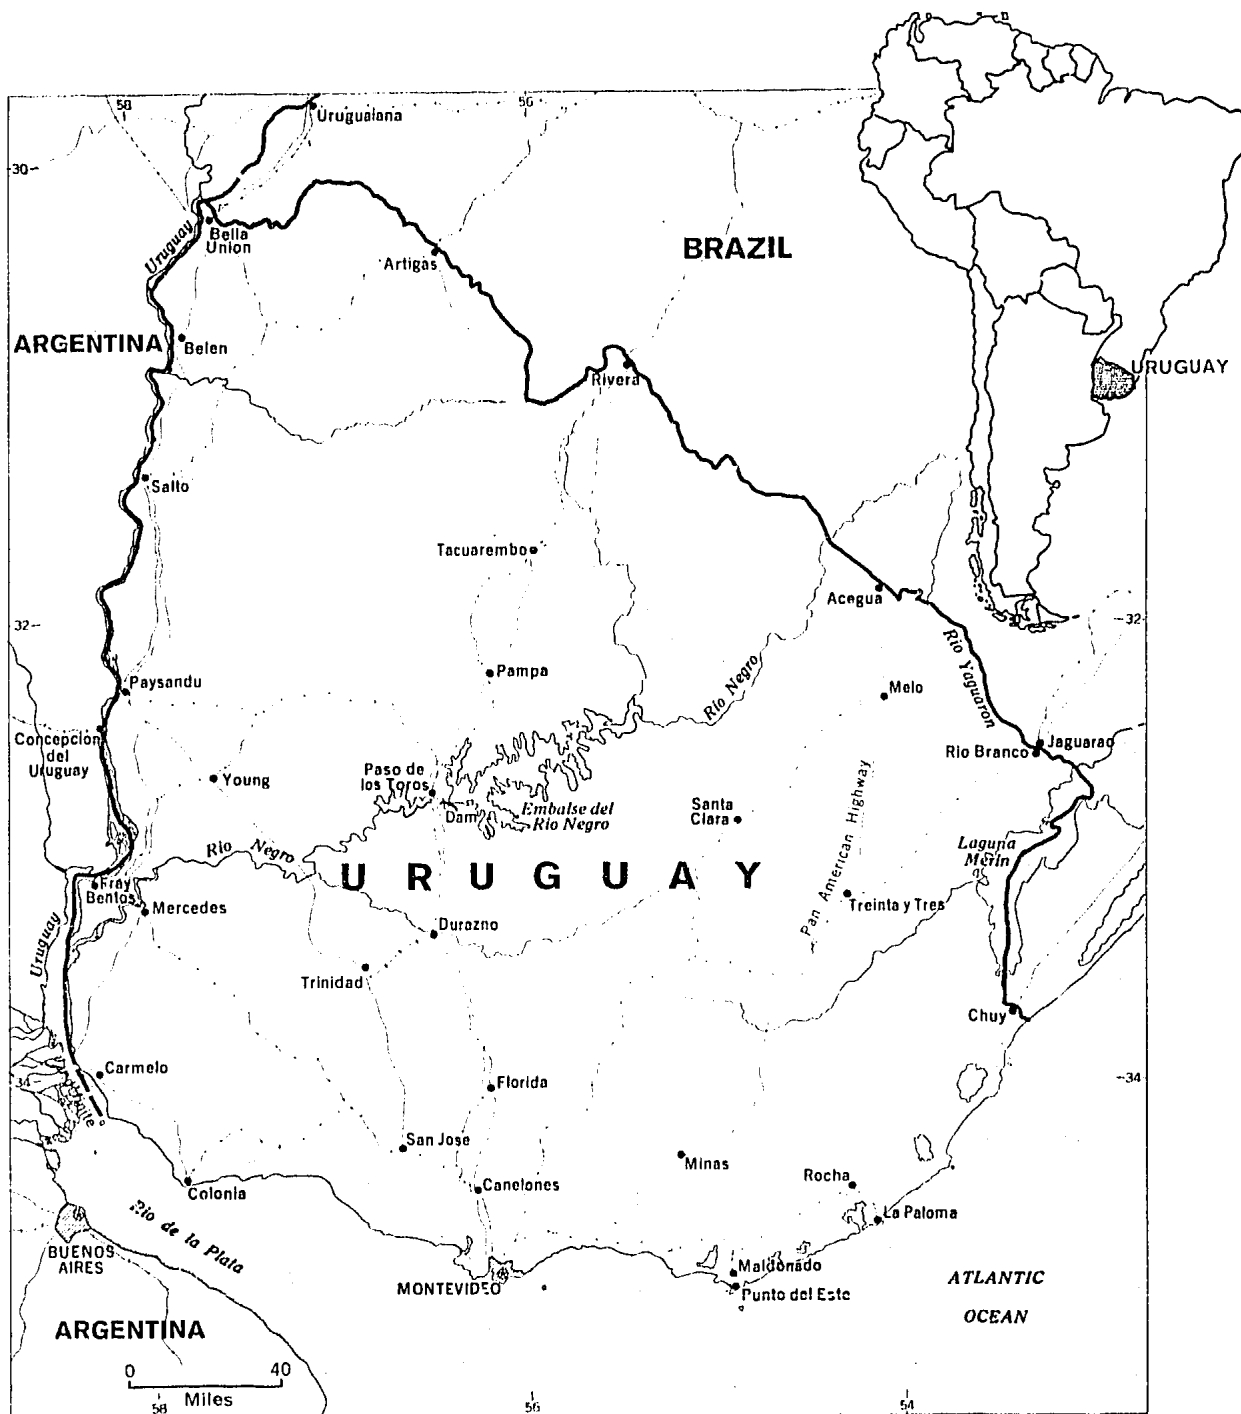 58
56
Uruguaiana
30
Uruguay
Bella
Union
Artigas
BRAZIL
ARGENTINA
Belen
Rivera
URUGUAY
Salto
Tacuarembo
Acegua
32
32
Rio Yaguaron
Rio Negro
Pampa
Melo
Paysandu
Concepción
del
Uruguay
Jaguarao
Rio Branco
Young
Paso de
los Toros
Dam
Embalse del
Rio Negro
Santa
Clara
Pan American Highway
Laguna
Merin
Rio Negro
URUGUAY
Fray
Bentos
Mercedes
Treinta y Tres
Uruguay
Durazno
Trinidad
Chuy
Carmelo
34
34
Florida
San Jose
Minas
Rocha
Colonia
Canelones
La Paloma
Rio de la Plata
BUENOS
AIRES
MONTEVIDEO
Maldonado
Punto del Este
ATLANTIC
OCEAN
ARGENTINA
0 40
Miles
58
56
54